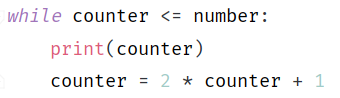 while counter <= number:
    print(counter)
    counter = 2 * counter + 1